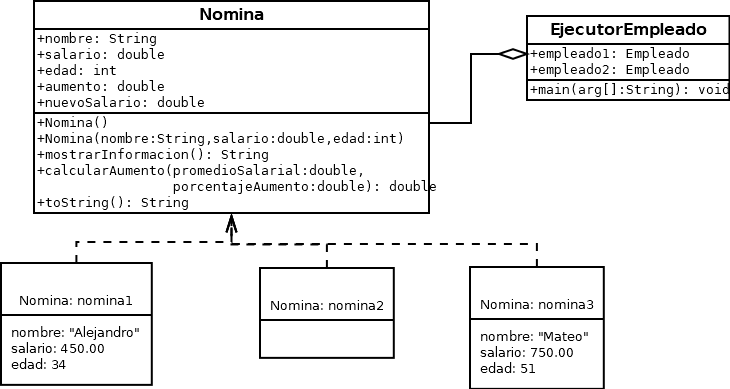 Nomina
+nombre: String
+salario: double
+edad: int
+aumento: double
+nuevoSalario: double
+Nomina()
+Nomina(nombre:String,salario:double,edad:int)
+mostrarInformacion(): String
+calcularAumento(promedioSalarial:double,
porcentajeAumento:double): double
+toString(): String
EjecutorEmpleado
+empleado1: Empleado
+empleado2: Empleado
+main(arg[]:String): void
Nomina: nomina1
nombre: "Alejandro"
salario: 450.00
edad: 34
Nomina: nomina2
Nomina: nomina3
nombre: "Mateo"
salario: 750.00
edad: 51